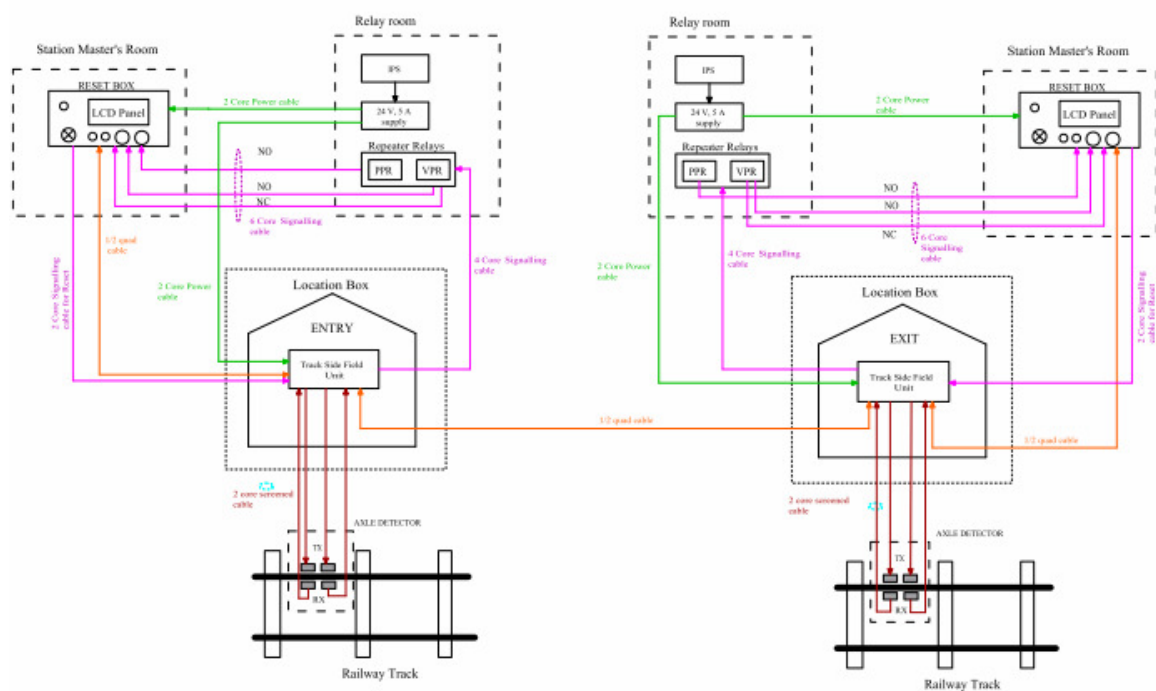 Relay room
Station Master's Room
IPS
RESET BOX
LCD Panel
2 Core Power cable
24 V, 5 A
supply
Repeater Relays
PPR
VPR
NO
NO
NC
6 Core Signalling
cable
1/2 quad
cable
2 Core Signalling
cable for Reset
2 Core Power
cable
4 Core Signalling
cable
Location Box
ENTRY
Track Side Field
Unit
2 core screened
cable
AXLE DETECTOR
TX
RX
Railway Track
1/2 quad cable
Relay room
Station Master's Room
IPS
RESET BOX
LCD Panel
2 Core Power
cable
24 V, 5 A
supply
Repeater Relays
PPR
VPR
NO
NO
NC
6 Core
Signalling
cable
2 Core Power
cable
4 Core Signalling
cable
2 Core Signalling
cable for Reset
Location Box
EXIT
Track Side Field
Unit
1/2 quad cable
2 core screened
cable
AXLE DETECTOR
TX
RX
Railway Track